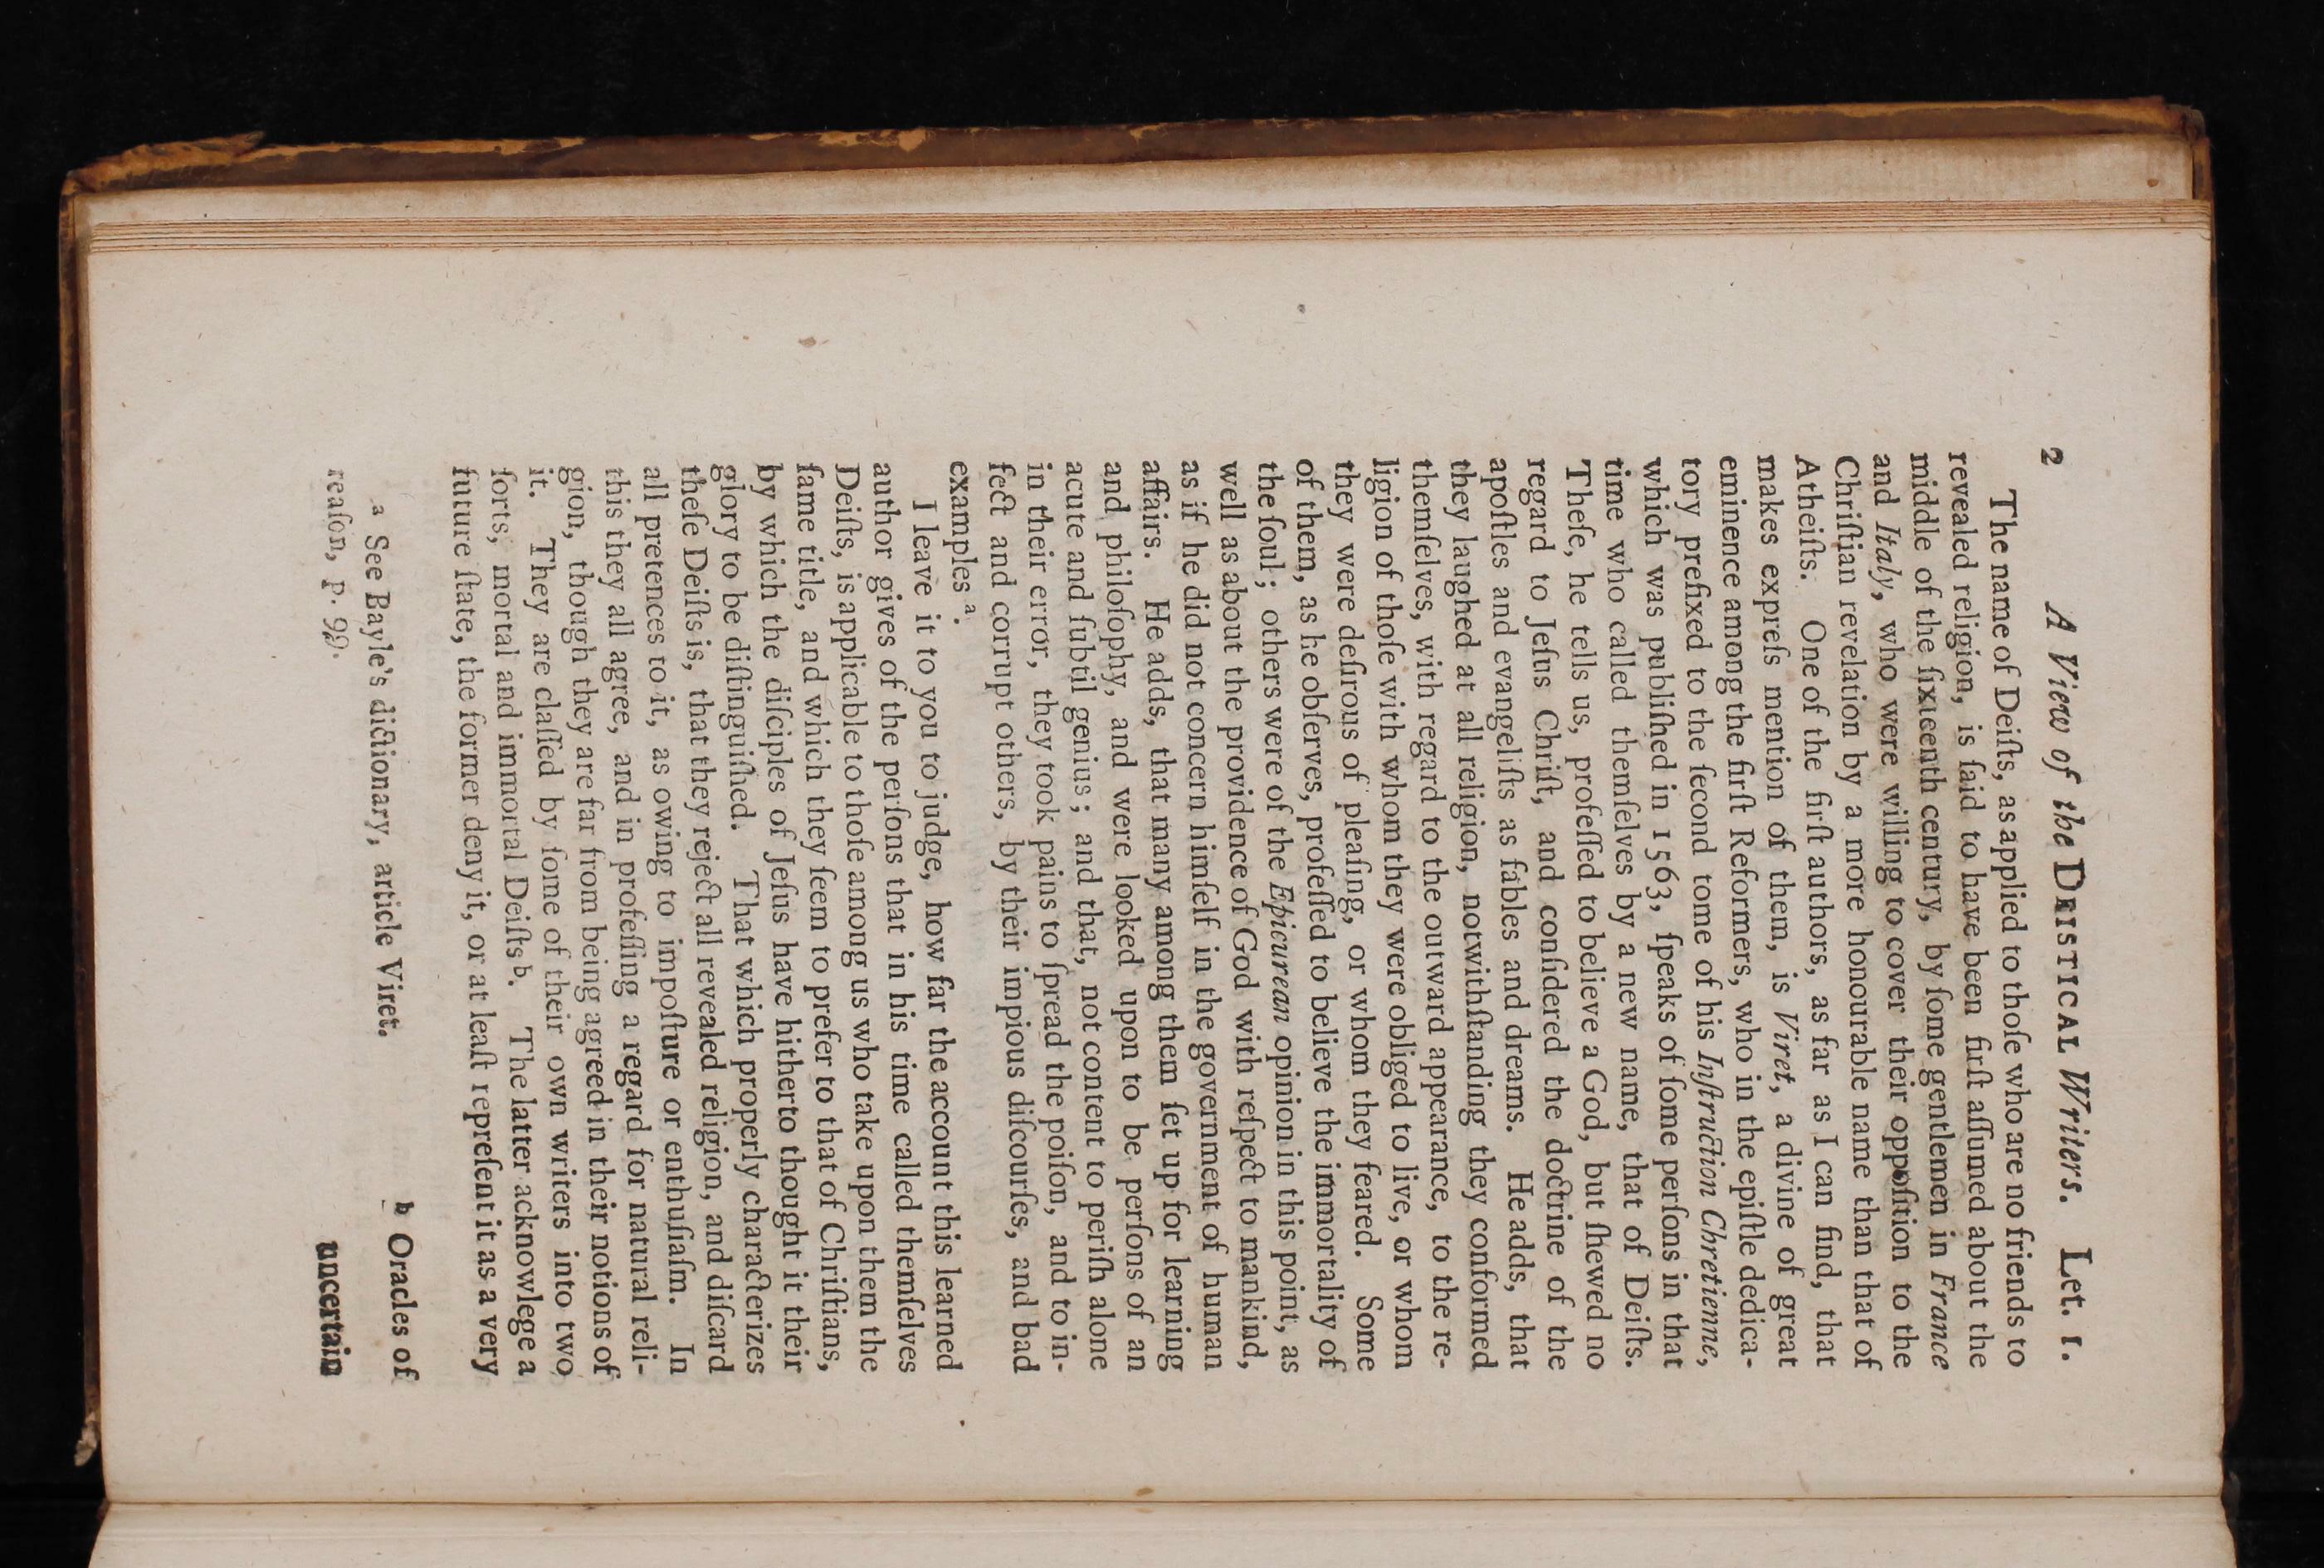 2 A View of the DEISTICAL Writers. Let. 1.
The name of Deiſts, as applied to thoſe who are no friends to
revealed religion, is ſaid to have been firſt aſſumed about the
middle of the ſixteenth century, by ſome gentlemen in France
and Italy, who were willing to cover their oppoſition to the
Chriſtian revelation by a more honourable name than that of
Atheiſts. One of the firſt authors, as far as I can find, that
makes expreſs mention of them, is Viret, a divine of great
eminence among the firſt Reformers, who in the epiſtle dedica-
tory prefixed to the ſecond tome of his Inſtruction Chretienne,
which was publiſhed in 1563, ſpeaks of ſome perſons in that
time who called themſelves by a new name, that of Deiſts.
Theſe, he tells us, profeſſed to believe a God, but ſhewed no
regard to Jeſus Chriſt, and conſidered the doctrine of the
apoſtles and evangeliſts as fables and dreams. He adds, that
they laughed at all religion, notwithſtanding they conformed
themſelves, with regard to the outward appearance, to the re-
ligion of thoſe with whom they were obliged to live, or whom
they were deſirous of pleaſing, or whom they feared. Some
of them, as he obſerves, profeſſed to believe the immortality of
the ſoul; others were of the Epicurean opinion in this point, as
well as about the providence of God with reſpect to mankind,
as if he did not concern himſelf in the government of human
affairs. He adds, that many among them ſet up for learning
and philoſophy, and were looked upon to be perſons of an
acute and ſubtil genius; and that, not content to periſh alone
in their error, they took pains to ſpread the poiſon, and to in-
fect and corrupt others, by their impious diſcourſes, and bad
examples a.
I leave it to you to judge, how far the account this learned
author gives of the perſons that in his time called themſelves
Deiſts, is applicable to thoſe among us who take upon them the
ſame title, and which they ſeem to prefer to that of Chriſtians,
by which the diſciples of Jeſus have hitherto thought it their
glory to be diſtinguiſhed. That which properly characterizes
theſe Deiſts is, that they reject all revealed religion, and diſcard
all pretences to it, as owing to impoſture or enthuſiaſm. In
this they all agree, and in profeſſing a regard for natural reli-
gion, though they are far from being agreed in their notions of
it. They are claſſed by ſome of their own writers into two
ſorts, mortal and immortal Deiſts b. The latter acknowlege a
future ſtate, the former deny it, or at leaſt repreſent it as a very
a See Bayle's dictionary, article Viret. b Oracles of
reaſon, p. 99.
uncertain